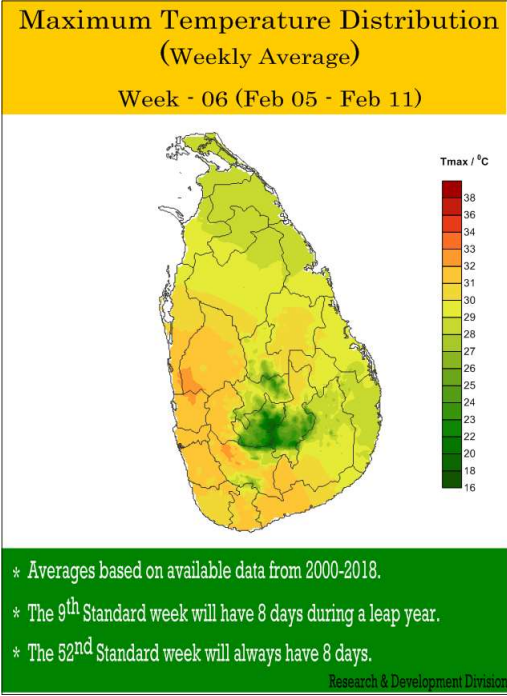 Maximum Temperature Distribution
(Weekly Average)
Week - 06 (Feb 05 - Feb 11)
Tmax / ⁰C
38
36
34
33
32
31
30
29
28
27
26
25
24
23
22
20
18
16
* Averages based on available data from 2000-2018.
* The 9th Standard week will have 8 days during a leap year.
* The 52nd Standard week will always have 8 days.
Research & Development Division